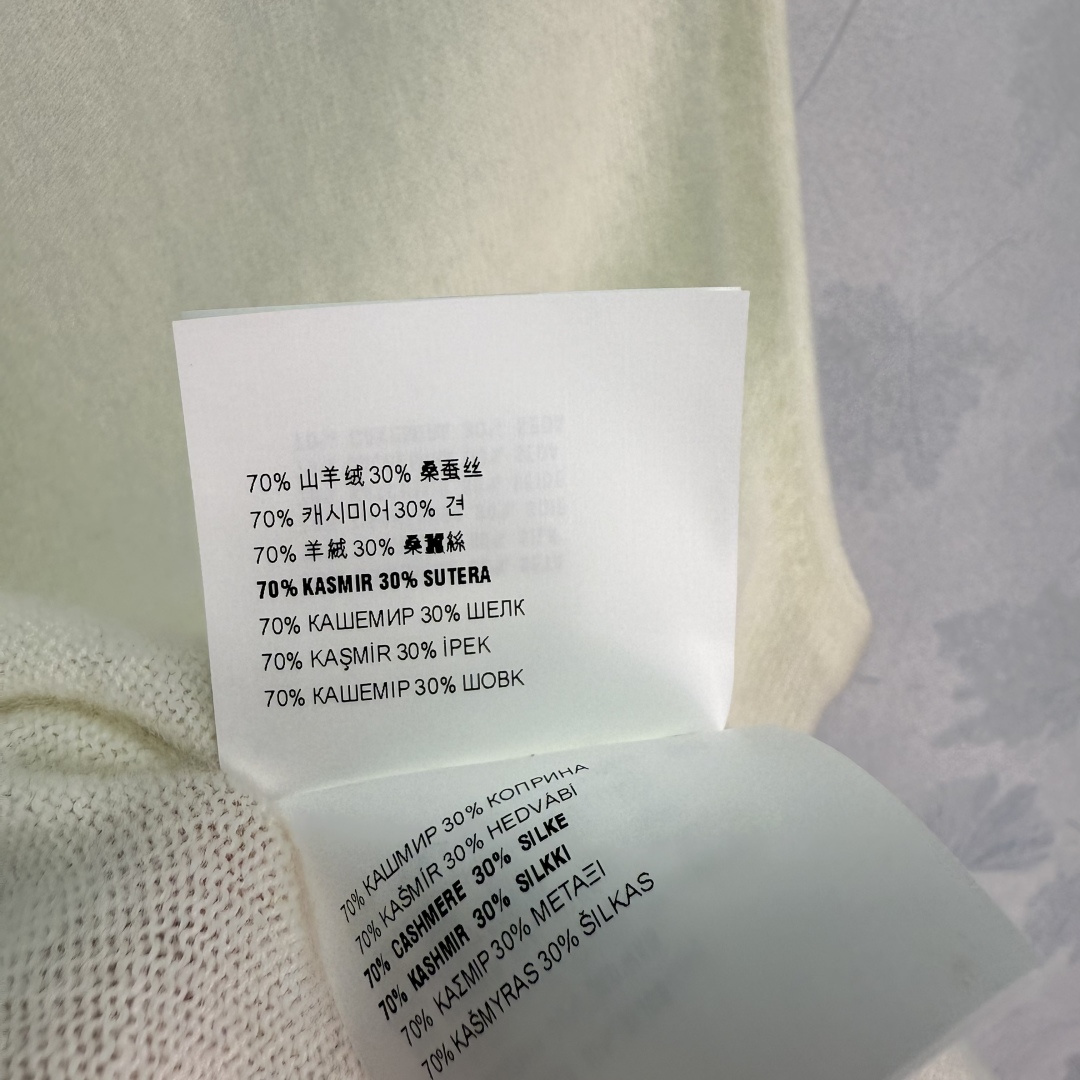 70% 山羊绒 30% 桑蚕丝
70% 캐시미어 30% 견
70% 羊絨 30% 桑蠶絲
70% KASMIR 30% SUTERA
70% КАШЕМИР 30% ШЕЛК
70% KAŞMİR 30% İPEK
70% КАШЕМІР 30% ШОВК
70% КАШМИР 30% КОПРИНА
70% KAŠMÍR 30% HEDVÁBÍ
70% CASHMERE 30% SILKE
70% KASHMIR 30% SILKKI
70% ΚΑΣΜΙΡ 30% ΜΕΤΑΞΙ
70% KAŠMYRAS 30% ŠILKAS